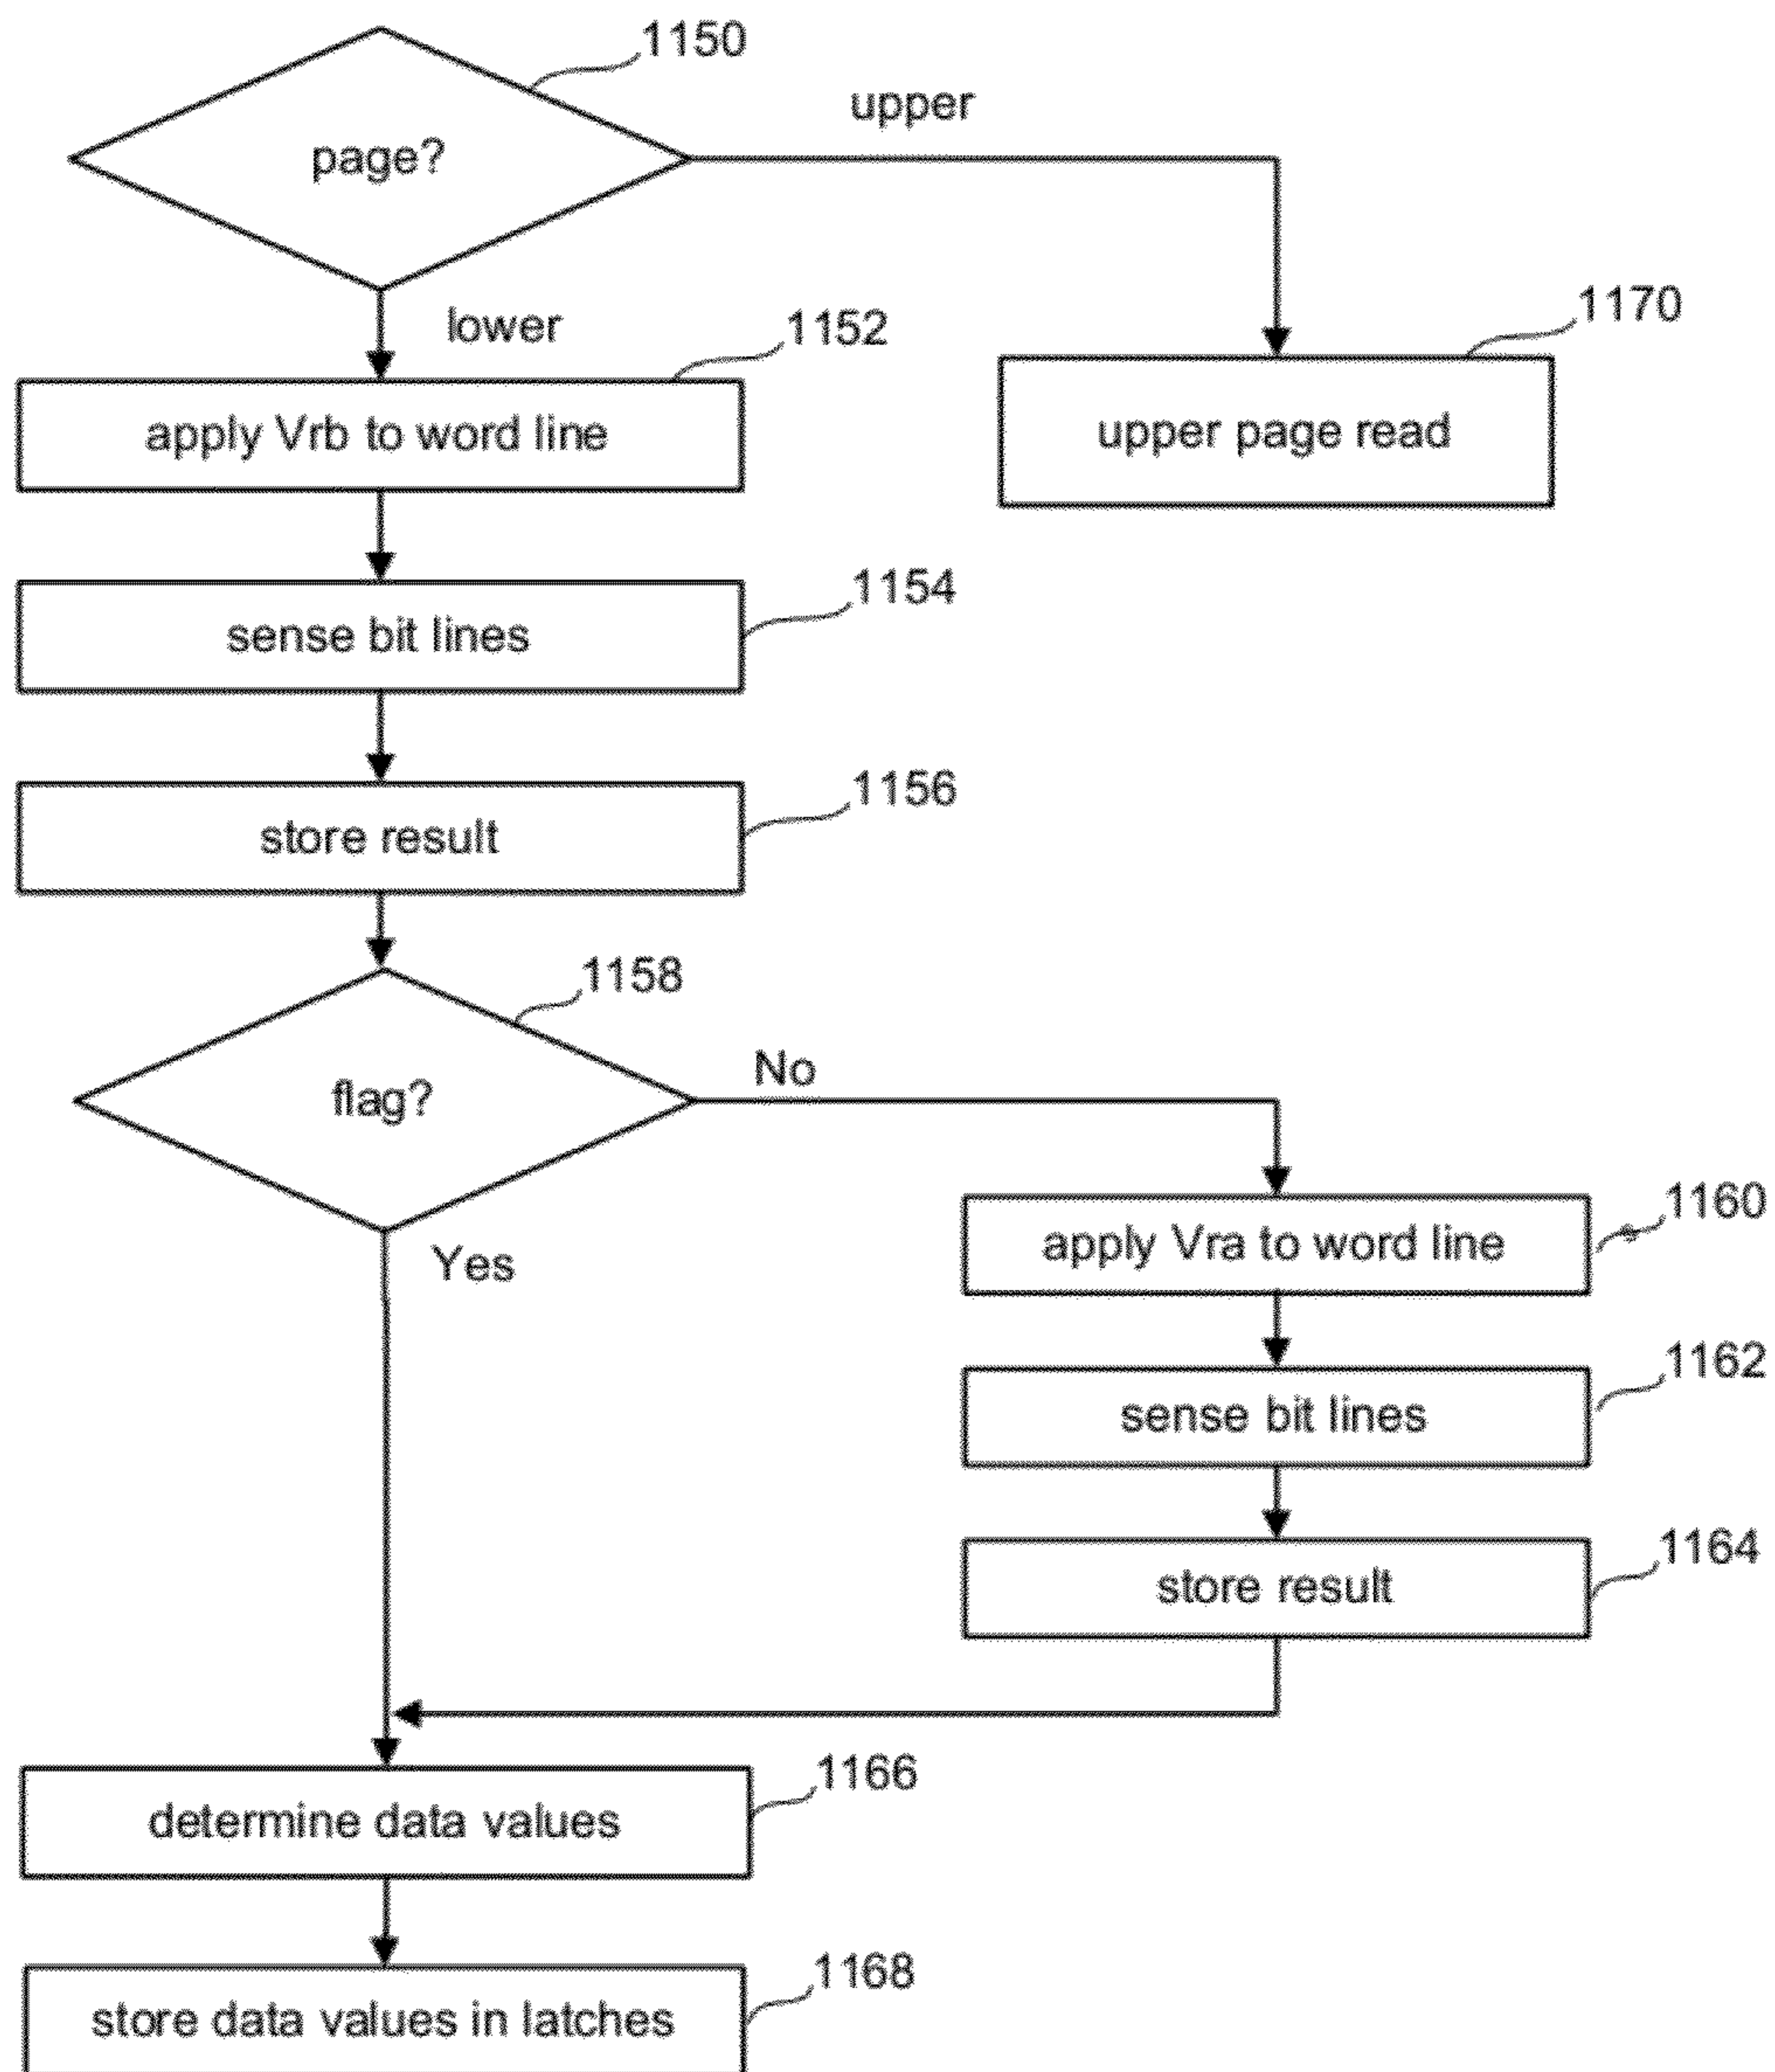 1150
upper
page?
lower
1152
1170
apply Vrb to word line
upper page read
1154
sense bit lines
1156
store result
1158
No
flag?
1160
apply Vra to word line
Yes
1162
sense bit lines
1164
store result
1166
determine data values
1168
store data values in latches